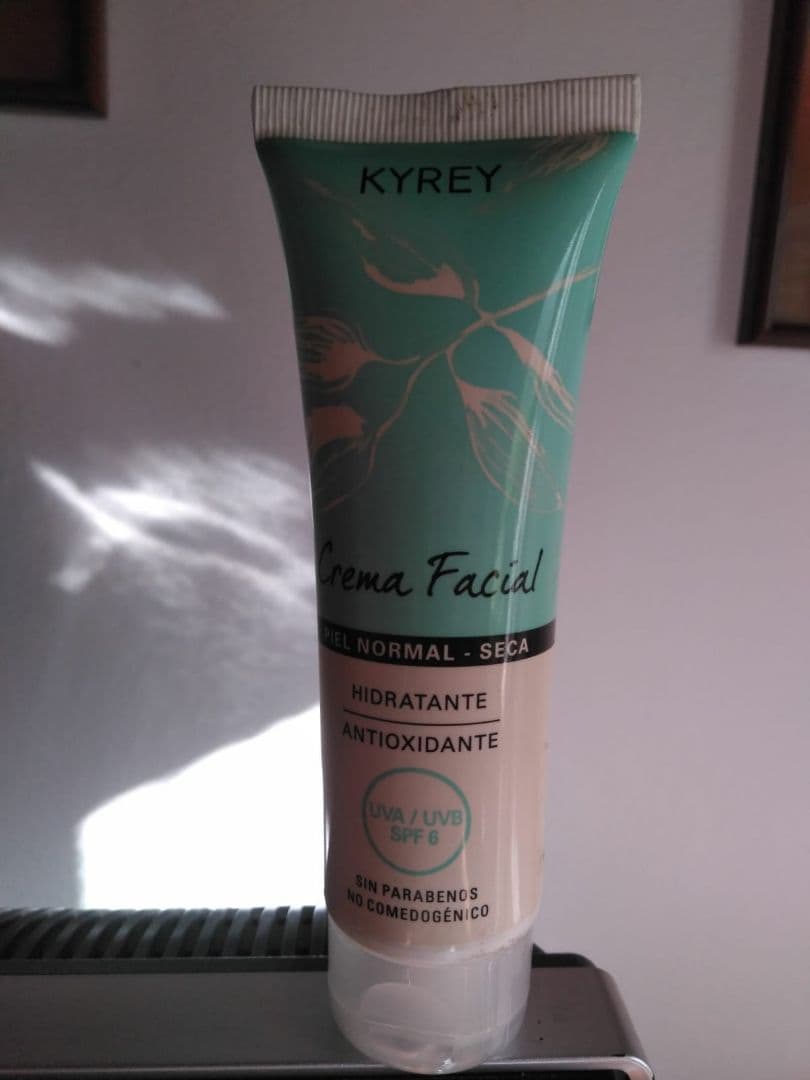 KYREY
Crema Facial
PIEL NORMAL - SECA
HIDRATANTE
ANTIOXIDANTE
UVA / UVB
SPF 6
SIN PARABENOS
NO COMEDOGÉNICO